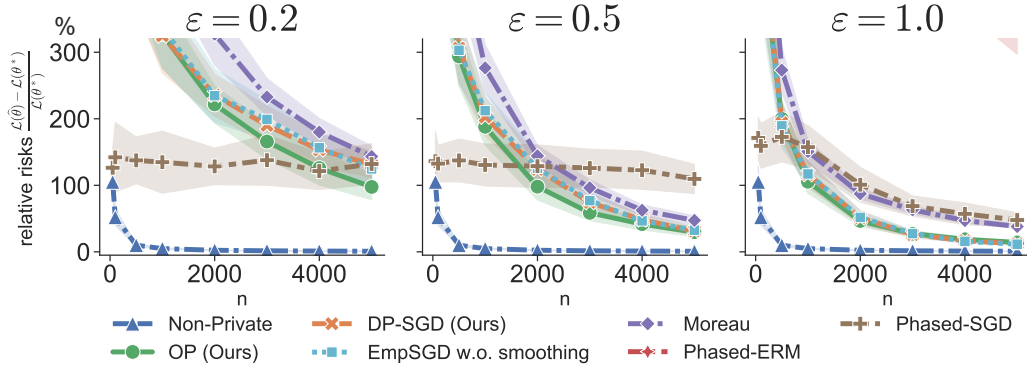 ε = 0.2 ε = 0.5 ε = 1.0
%
300
200
100
0
relative risks (ℒ(θ̂) − ℒ(θ*)) / ℒ(θ*)
0 2000 4000 0 2000 4000 0 2000 4000
n n n
Non-Private DP-SGD (Ours) Moreau Phased-SGD
OP (Ours) EmpSGD w.o. smoothing Phased-ERM